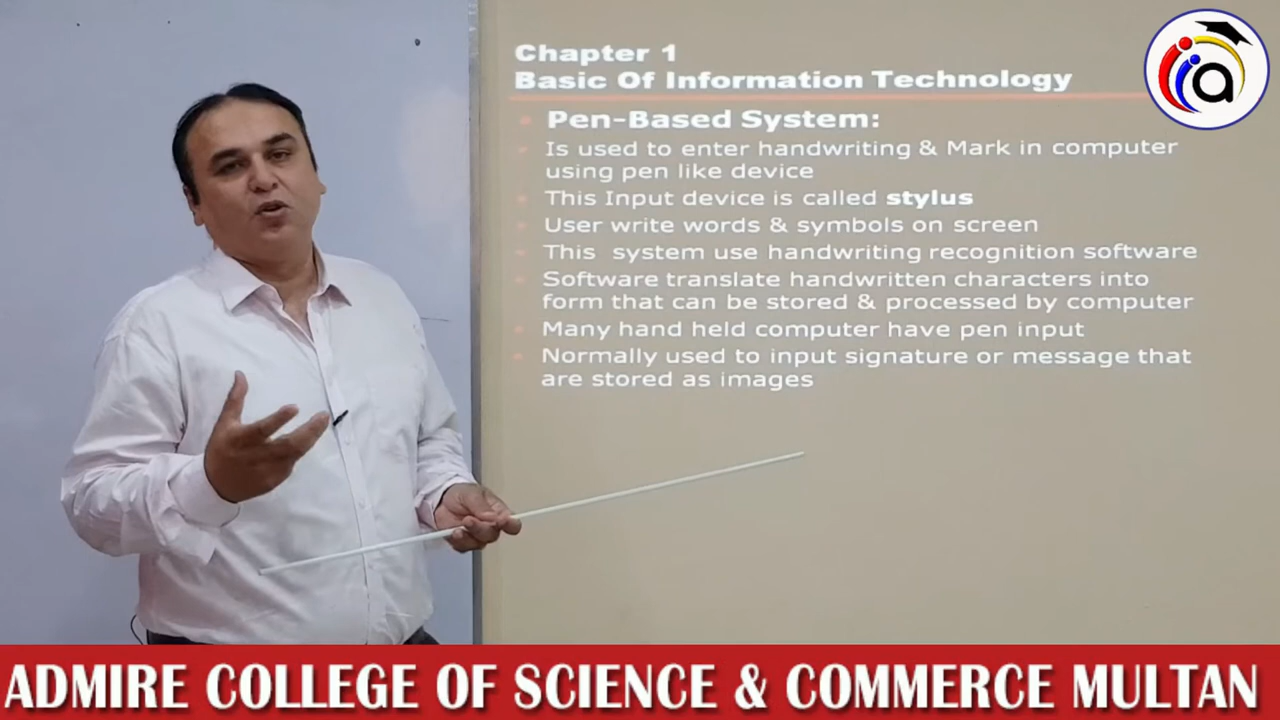 Chapter 1
Basic Of Information Technology
Pen-Based System:
Is used to enter handwriting & Mark in computer
using pen like device
This Input device is called stylus
User write words & symbols on screen
This system use handwriting recognition software
Software translate handwritten characters into
form that can be stored & processed by computer
Many hand held computer have pen input
Normally used to input signature or message that
are stored as images
a
ADMIRE COLLEGE OF SCIENCE & COMMERCE MULTAN